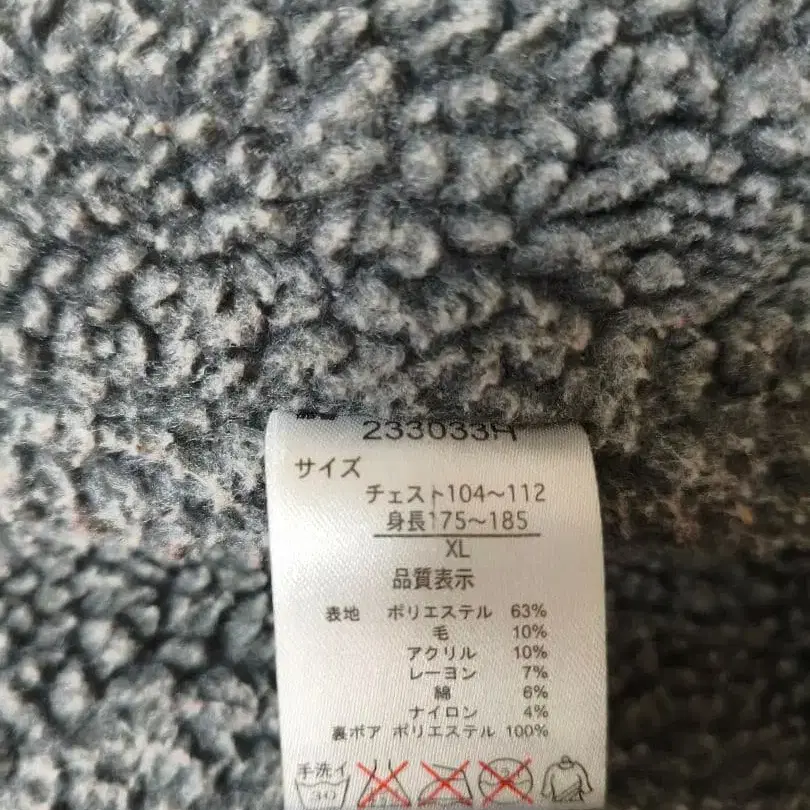 233033H
サイズ
チェスト104～112
身長175～185
XL
品質表示
表地 ポリエステル 63%
毛 10%
アクリル 10%
レーヨン 7%
綿 6%
ナイロン 4%
裏ボア ポリエステル 100%
手洗イ
30